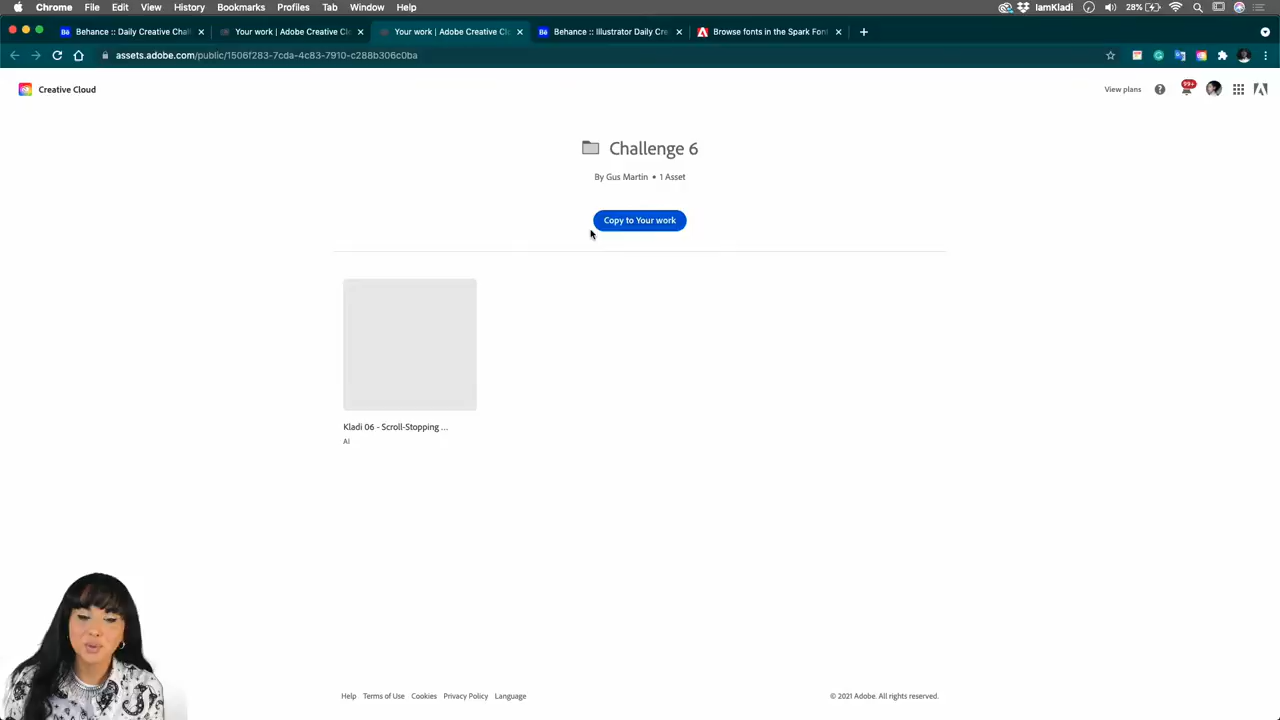 Chrome File Edit View History Bookmarks Profiles Tab Window Help IamKladi 28%
Behance :: Daily Creative Chal
Your work | Adobe Creative Cl
Your work | Adobe Creative Clo
Behance :: Illustrator Daily Cre
Browse fonts in the Spark Font
assets.adobe.com/public/1506f283-7cda-4c83-7910-c288b306c0ba
Creative Cloud
View plans
99+
Challenge 6
By Gus Martin • 1 Asset
Copy to Your work
Kladi 06 - Scroll-Stopping ...
AI
Help Terms of Use Cookies Privacy Policy Language
© 2021 Adobe. All rights reserved.